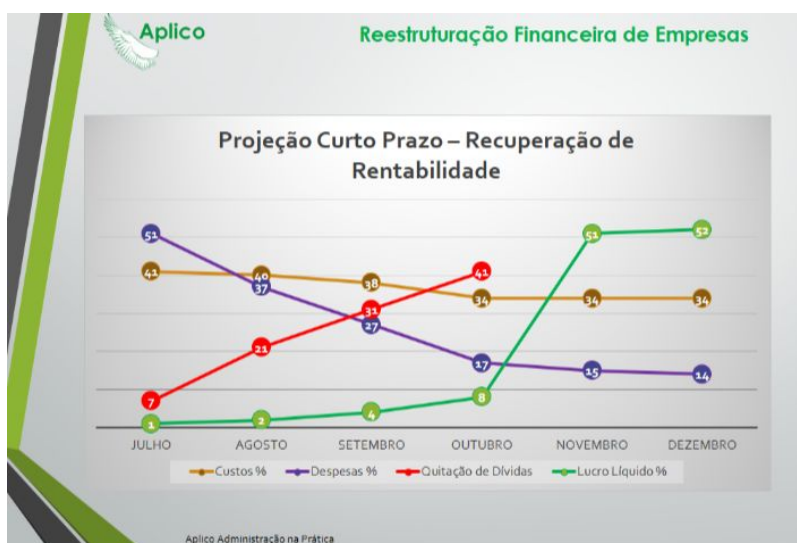 Aplico
Reestruturação Financeira de Empresas
Projeção Curto Prazo – Recuperação de
Rentabilidade
51 41 7 1
40 37 21 2
38 31 27 4
41 34 17 8
51 34 15
52 34 14
JULHO AGOSTO SETEMBRO OUTUBRO NOVEMBRO DEZEMBRO
Custos % Despesas % Quitação de Dívidas Lucro Líquido %
Aplico Administração na Prática